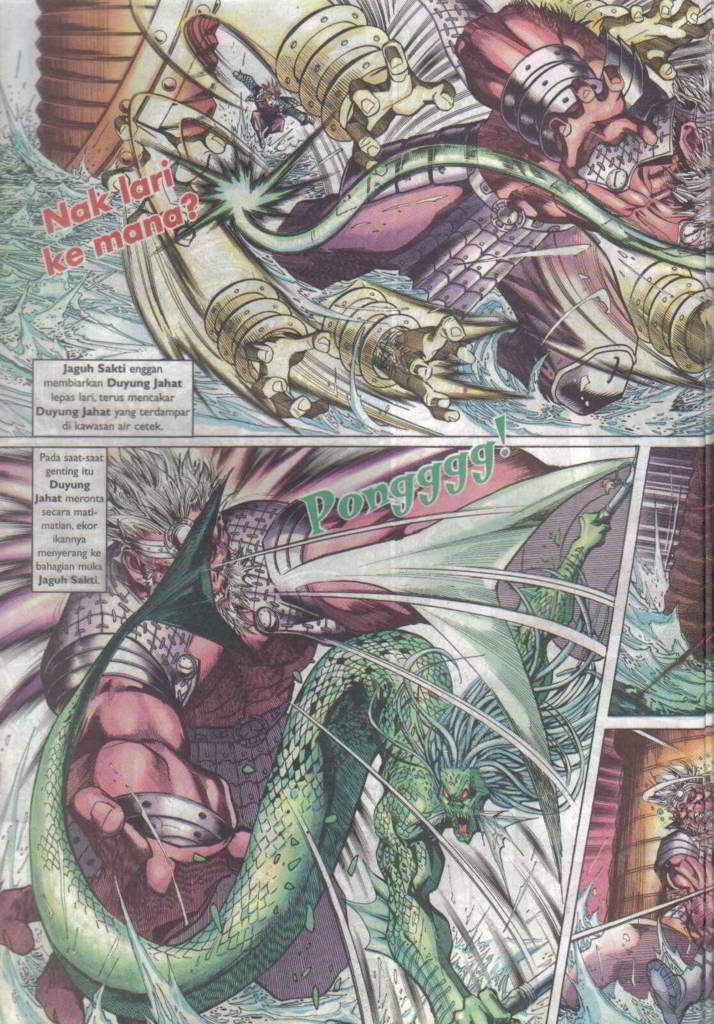 Nak lari
ke mana?
Jaguh Sakti enggan
membiarkan Duyung Jahat
lepas lari, terus mencakar
Duyung Jahat yang terdampar
di kawasan air cetek.
Pada saat-saat
genting itu
Duyung
Jahat meronta
secara mati-
matian, ekor
ikannya
menyerang ke
bahagian muka
Jaguh Sakti.
Pongggg!